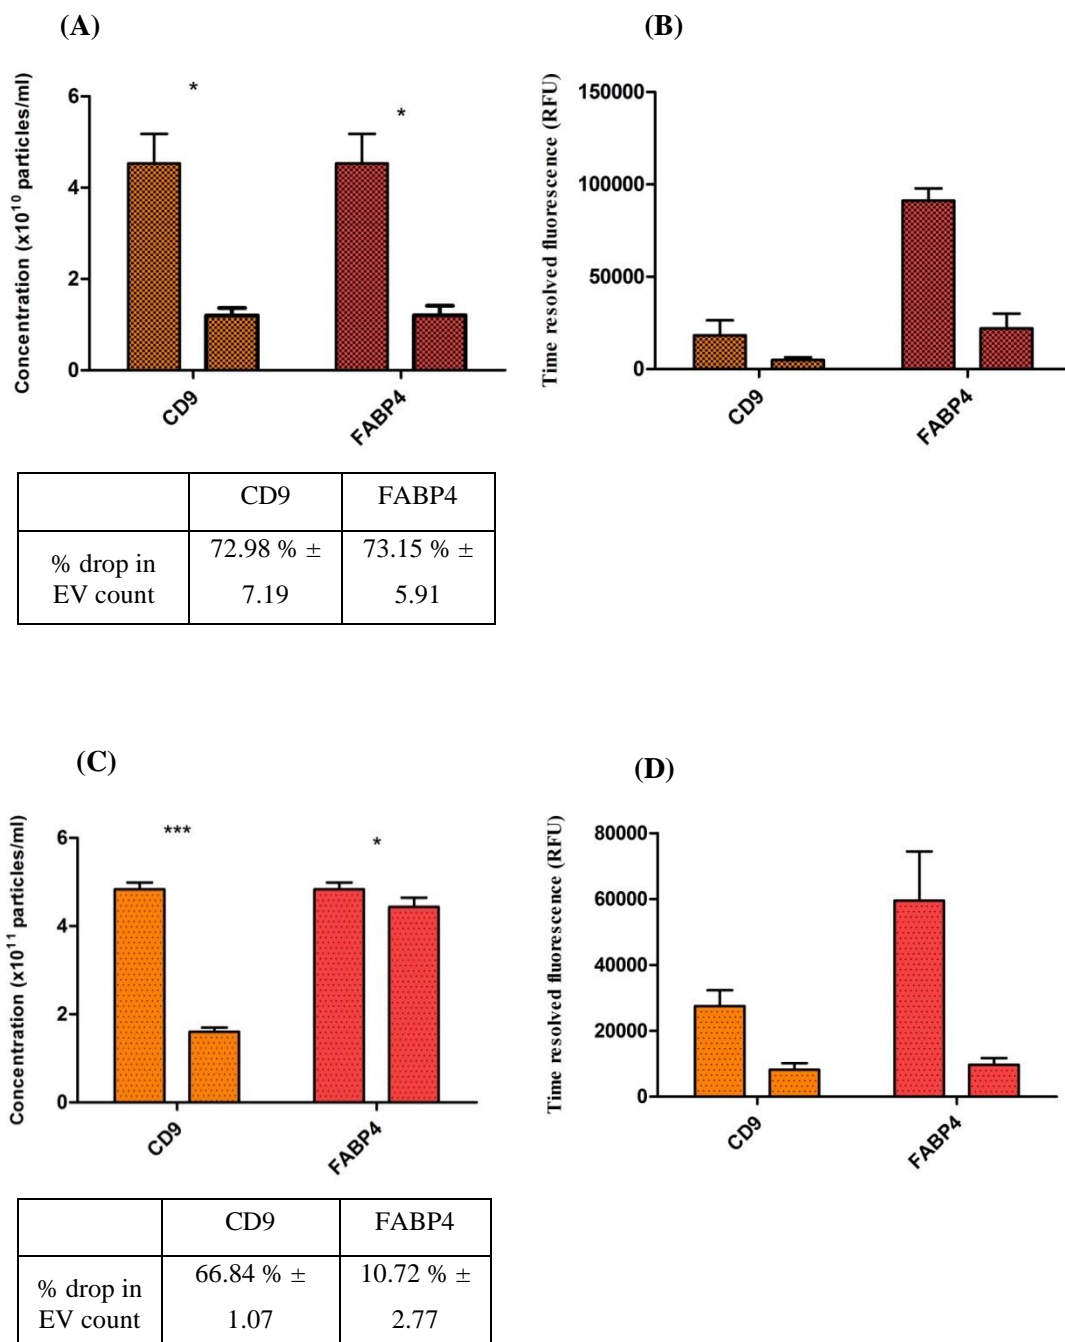 (A)
Concentration (x10¹⁰ particles/ml)
6
4
2
0
*
*
CD9
FABP4
(B)
Time resolved fluorescence (RFU)
150000
100000
50000
0
CD9
FABP4
CD9 FABP4
% drop in EV count
72.98 % ± 7.19
73.15 % ± 5.91
(C)
Concentration (x10¹¹ particles/ml)
6
4
2
0
***
*
CD9
FABP4
(D)
Time resolved fluorescence (RFU)
80000
60000
40000
20000
0
CD9
FABP4
CD9 FABP4
% drop in EV count
66.84 % ± 1.07
10.72 % ± 2.77